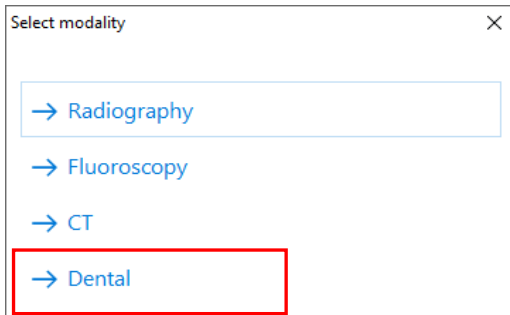 Select modality
→ Radiography
→ Fluoroscopy
→ CT
→ Dental